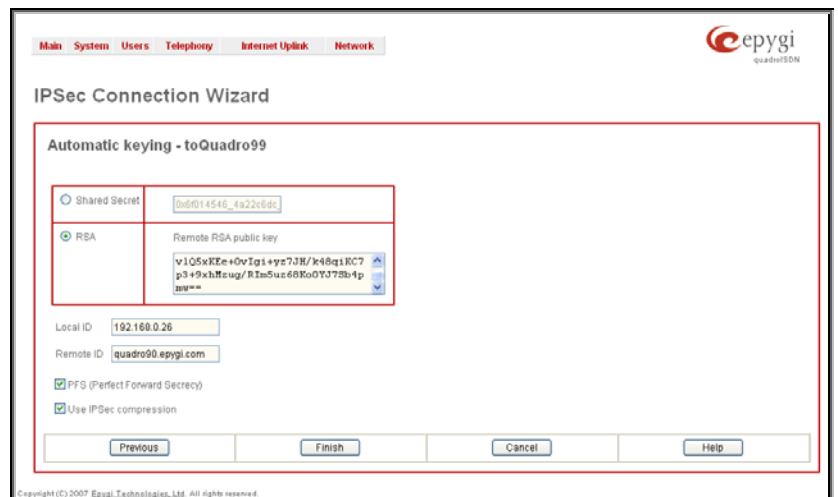 Main System Users Telephony Internet Uplink Network
epygi
quadroISDN
IPSec Connection Wizard
Automatic keying - toQuadro99
Shared Secret
0x6f014546_4a22c6dc_
RSA
Remote RSA public key
v1Q5xKEe+OvIgi+yz7JH/k48qiKC7
p3+9xhMzug/RIm5uz68KoOYJ7Sb4p
mw==
Local ID 192.168.0.26
Remote ID quadro90.epygi.com
PFS (Perfect Forward Secrecy)
Use IPSec compression
Previous Finish Cancel Help
Copyright (C) 2007 Epygi Technologies, Ltd. All rights reserved.